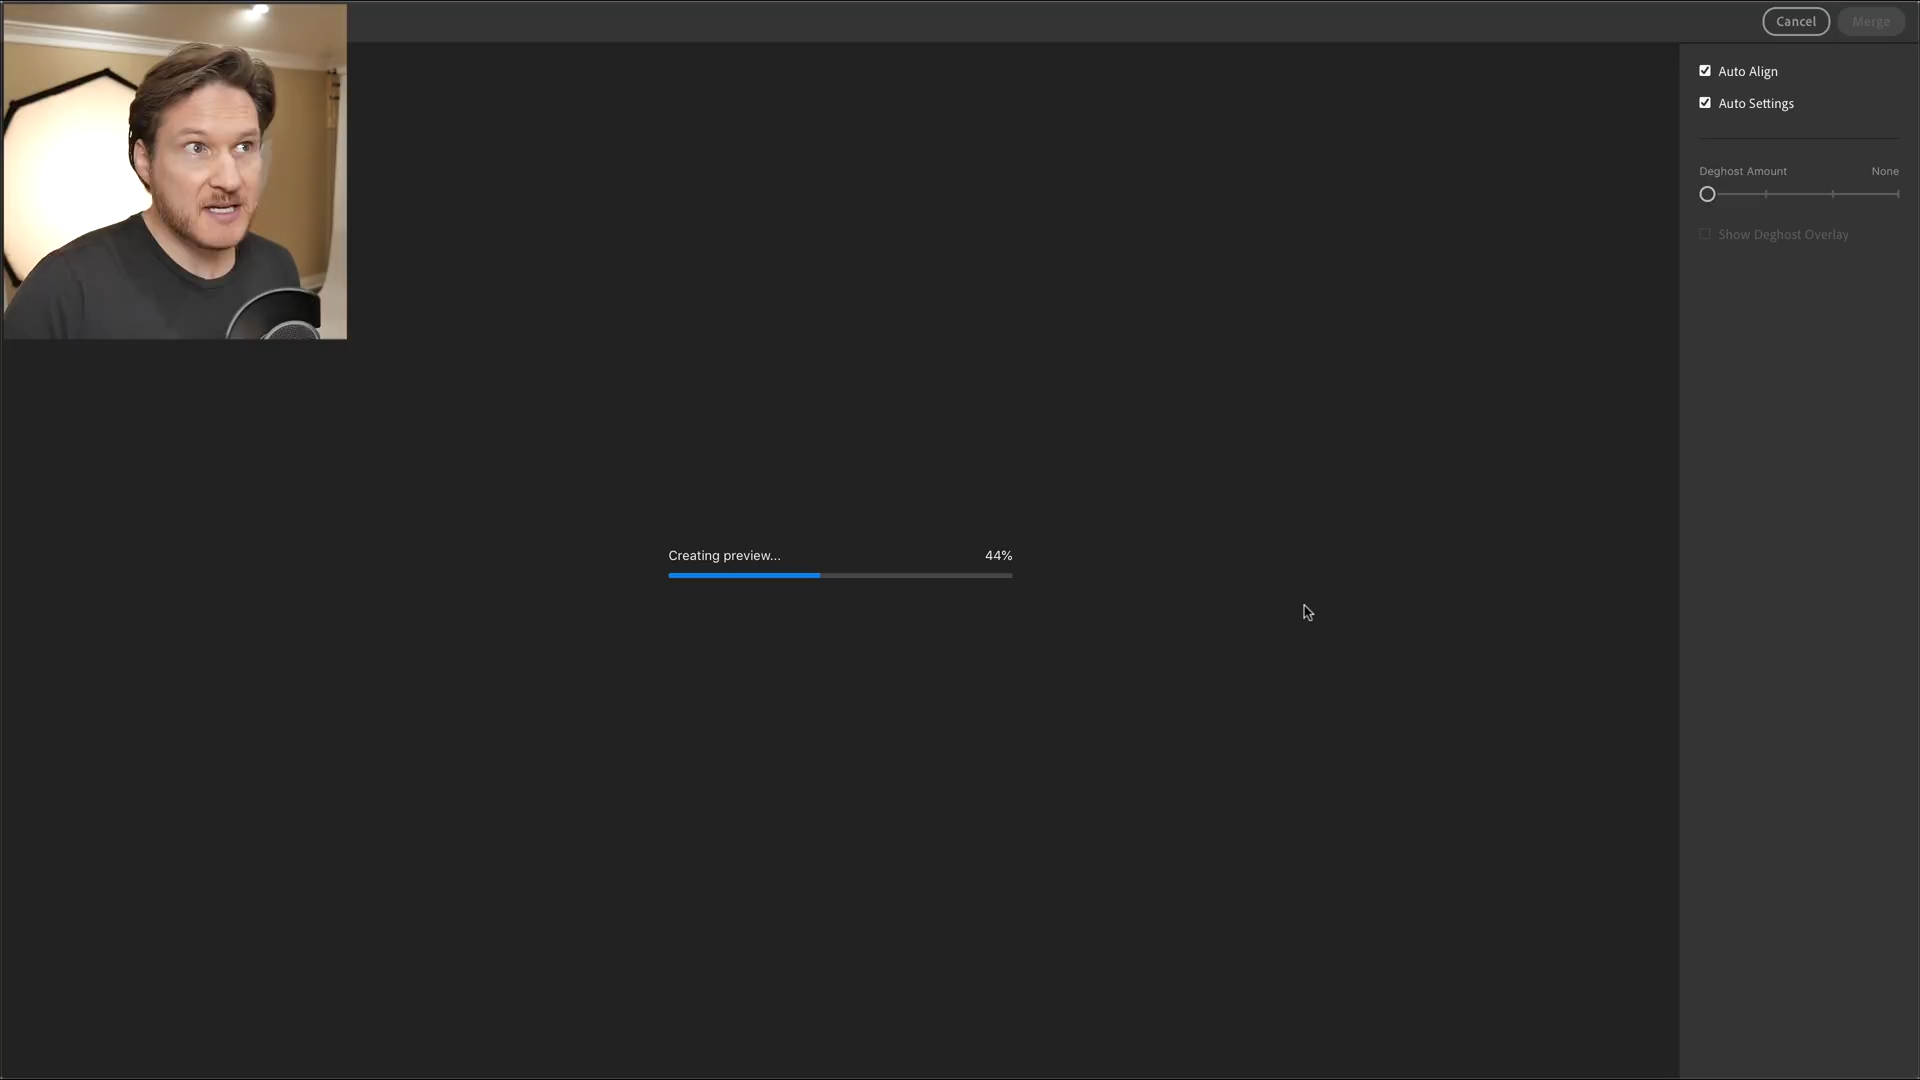 Cancel Merge
Auto Align
Auto Settings
Deghost Amount None
Show Deghost Overlay
Creating preview... 44%